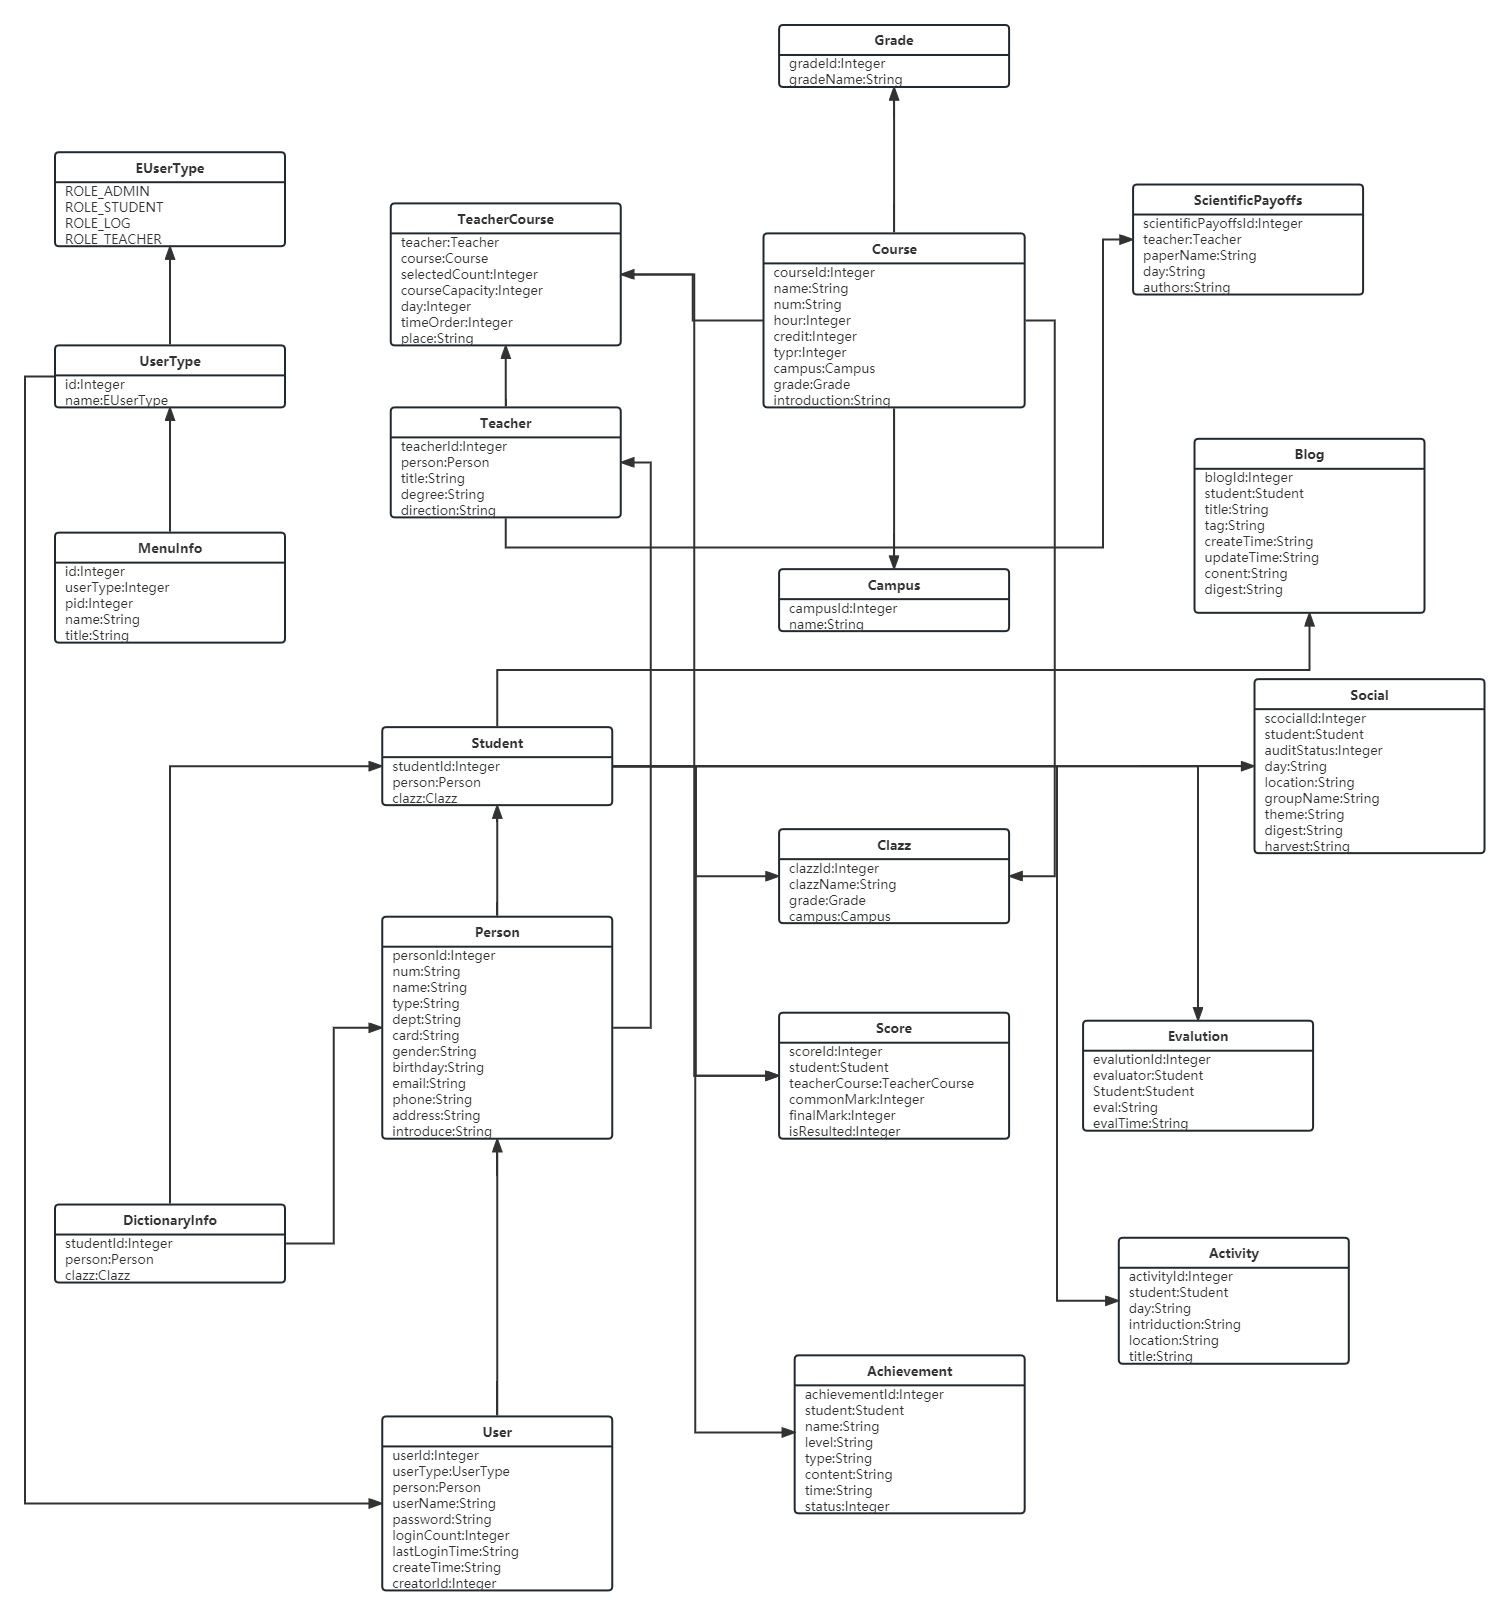 Grade
gradeId:Integer
gradeName:String
EUserType
ROLE_ADMIN
ROLE_STUDENT
ROLE_LOG
ROLE_TEACHER
TeacherCourse
teacher:Teacher
course:Course
selectedCount:Integer
courseCapacity:Integer
day:Integer
timeOrder:Integer
place:String
Course
courseId:Integer
name:String
num:String
hour:Integer
credit:Integer
typr:Integer
campus:Campus
grade:Grade
introduction:String
ScientificPayoffs
scientificPayoffsId:Integer
teacher:Teacher
paperName:String
day:String
authors:String
UserType
id:Integer
name:EUserType
Teacher
teacherId:Integer
person:Person
title:String
degree:String
direction:String
Blog
blogId:Integer
student:Student
title:String
tag:String
createTime:String
updateTime:String
conent:String
digest:String
MenuInfo
id:Integer
userType:Integer
pid:Integer
name:String
title:String
Campus
campusId:Integer
name:String
Social
scocialId:Integer
student:Student
auditStatus:Integer
day:String
location:String
groupName:String
theme:String
digest:String
harvest:String
Student
studentId:Integer
person:Person
clazz:Clazz
Clazz
clazzId:Integer
clazzName:String
grade:Grade
campus:Campus
Person
personId:Integer
num:String
name:String
type:String
dept:String
card:String
gender:String
birthday:String
email:String
phone:String
address:String
introduce:String
Score
scoreId:Integer
student:Student
teacherCourse:TeacherCourse
commonMark:Integer
finalMark:Integer
isResulted:Integer
Evalution
evalutionId:Integer
evaluator:Student
Student:Student
eval:String
evalTime:String
DictionaryInfo
studentId:Integer
person:Person
clazz:Clazz
Activity
activityId:Integer
student:Student
day:String
intriduction:String
location:String
title:String
Achievement
achievementId:Integer
student:Student
name:String
level:String
type:String
content:String
time:String
status:Integer
User
userId:Integer
userType:UserType
person:Person
userName:String
password:String
loginCount:Integer
lastLoginTime:String
createTime:String
creatorId:Integer